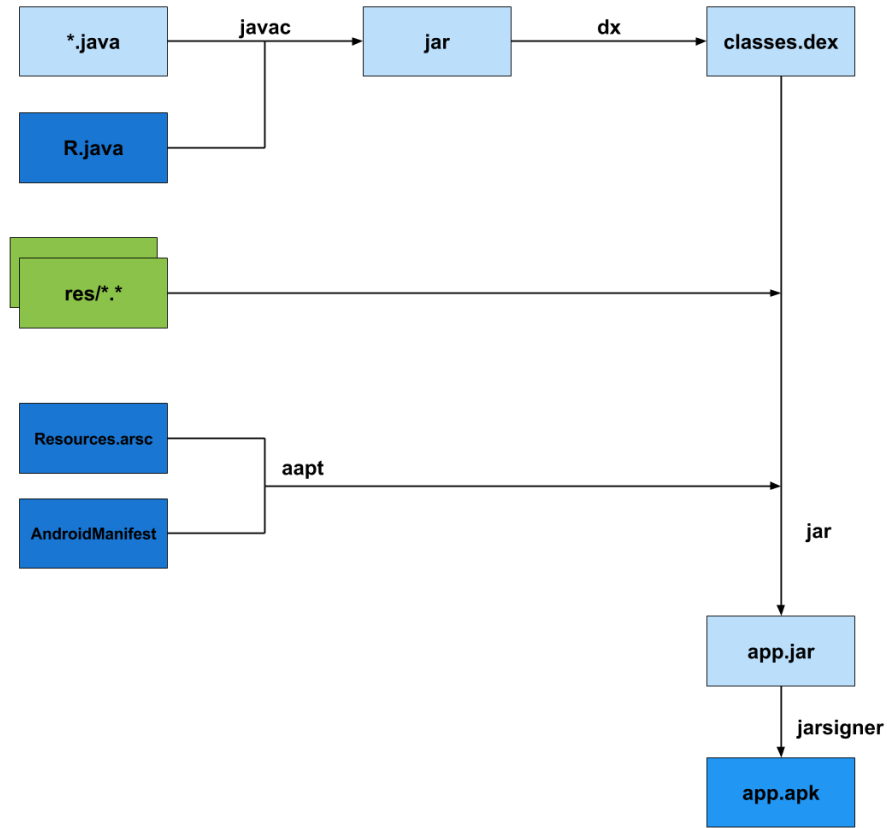 *.java
javac
jar
dx
classes.dex
R.java
res/*.*
Resources.arsc
aapt
AndroidManifest
jar
app.jar
jarsigner
app.apk